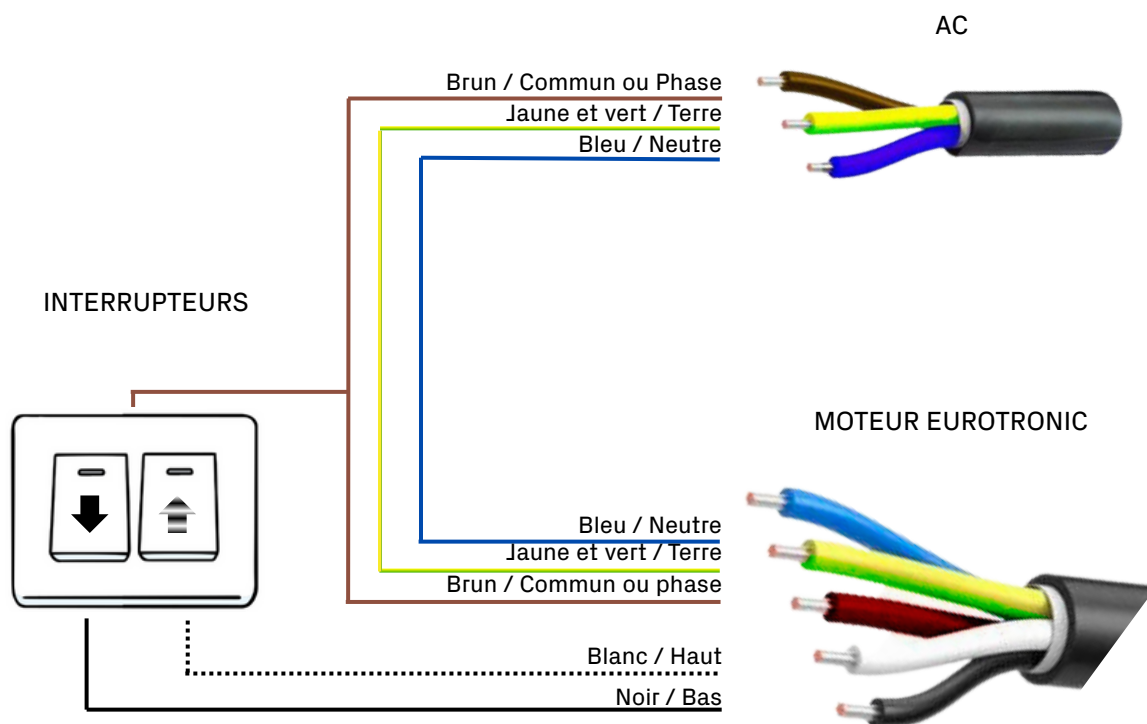 AC
Brun / Commun ou Phase
Jaune et vert / Terre
Bleu / Neutre
INTERRUPTEURS
MOTEUR EUROTRONIC
Bleu / Neutre
Jaune et vert / Terre
Brun / Commun ou phase
Blanc / Haut
Noir / Bas